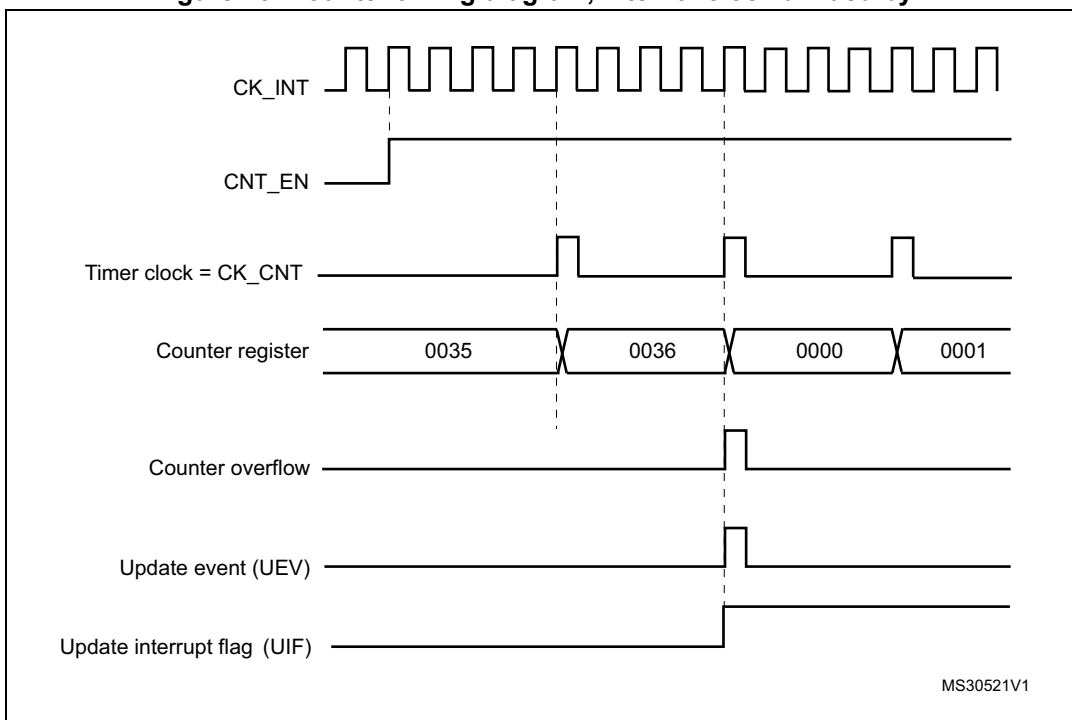 CK_INT
CNT_EN
Timer clock = CK_CNT
Counter register 0035 0036 0000 0001
Counter overflow
Update event (UEV)
Update interrupt flag (UIF)
MS30521V1